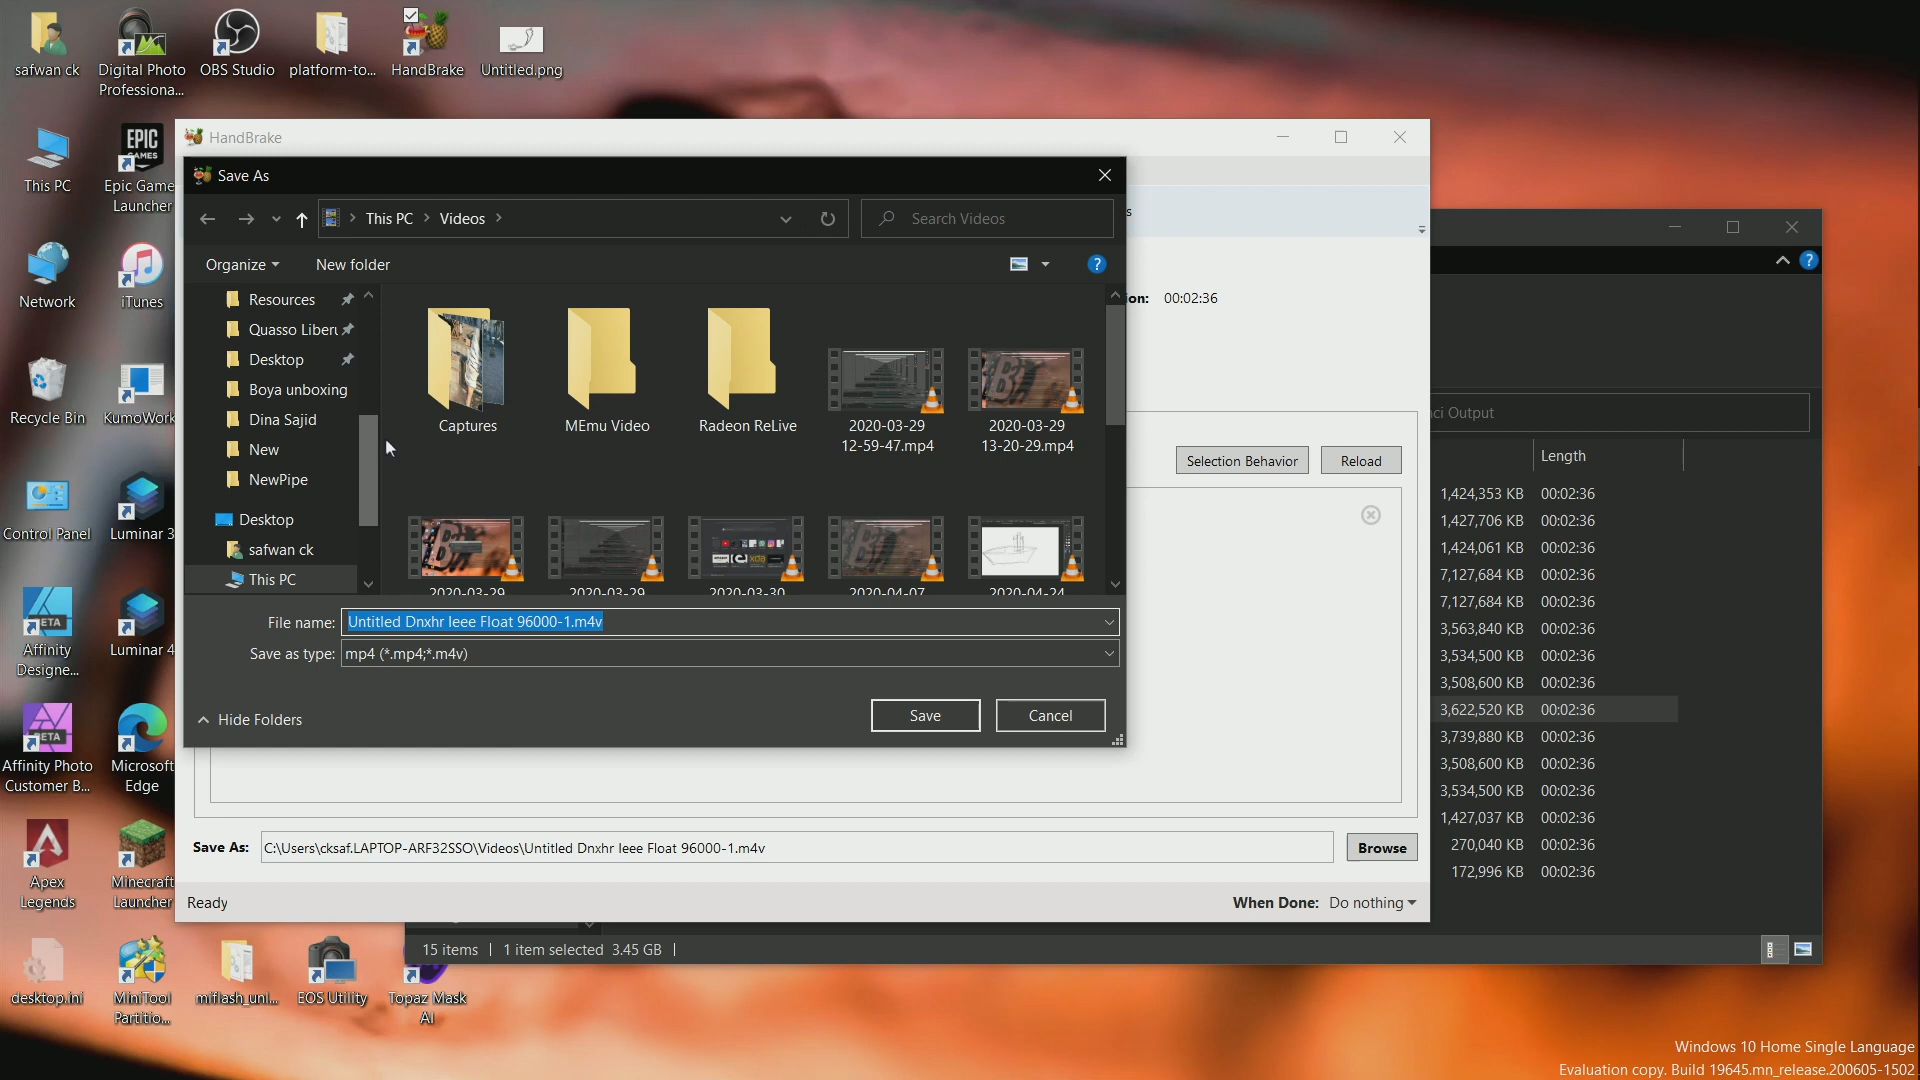 safwan ck
Digital Photo
Professiona...
OBS Studio
platform-to...
HandBrake
Untitled.png
This PC
EPIC
GAMES
Epic Game
Launcher
Network
iTunes
Recycle Bin
KumoWork
Control Panel
Luminar 3
BETA
Affinity
Designe...
Luminar 4
BETA
Affinity Photo
Customer B...
Microsoft
Edge
Apex
Legends
Minecraft
Launcher
desktop.ini
MiniTool
Partitio...
miflash_unl...
EOS Utility
Topaz Mask
AI
HandBrake
Save As
This PC
Videos
Search Videos
Organize
New folder
?
Resources
Quasso Liberu
Desktop
Boya unboxing
Dina Sajid
New
NewPipe
Desktop
safwan ck
This PC
Captures
MEmu Video
Radeon ReLive
2020-03-29
12-59-47.mp4
2020-03-29
13-20-29.mp4
2020-03-29
2020-03-29
2020-03-30
2020-04-07
2020-04-24
File name: Untitled Dnxhr Ieee Float 96000-1.m4v
Save as type: mp4 (*.mp4;*.m4v)
Hide Folders
Save
Cancel
s
ion: 00:02:36
Selection Behavior
Reload
Save As: C:\Users\cksaf.LAPTOP-ARF32SSO\Videos\Untitled Dnxhr Ieee Float 96000-1.m4v
Browse
Ready
When Done: Do nothing
?
ci Output
Length
1,424,353 KB 00:02:36
1,427,706 KB 00:02:36
1,424,061 KB 00:02:36
7,127,684 KB 00:02:36
7,127,684 KB 00:02:36
3,563,840 KB 00:02:36
3,534,500 KB 00:02:36
3,508,600 KB 00:02:36
3,622,520 KB 00:02:36
3,739,880 KB 00:02:36
3,508,600 KB 00:02:36
3,534,500 KB 00:02:36
1,427,037 KB 00:02:36
270,040 KB 00:02:36
172,996 KB 00:02:36
15 items | 1 item selected 3.45 GB |
Windows 10 Home Single Language
Evaluation copy. Build 19645.mn_release.200605-1502